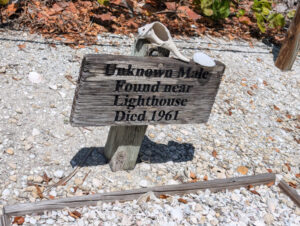 Unknown Male
Found near
Lighthouse
Died 1961